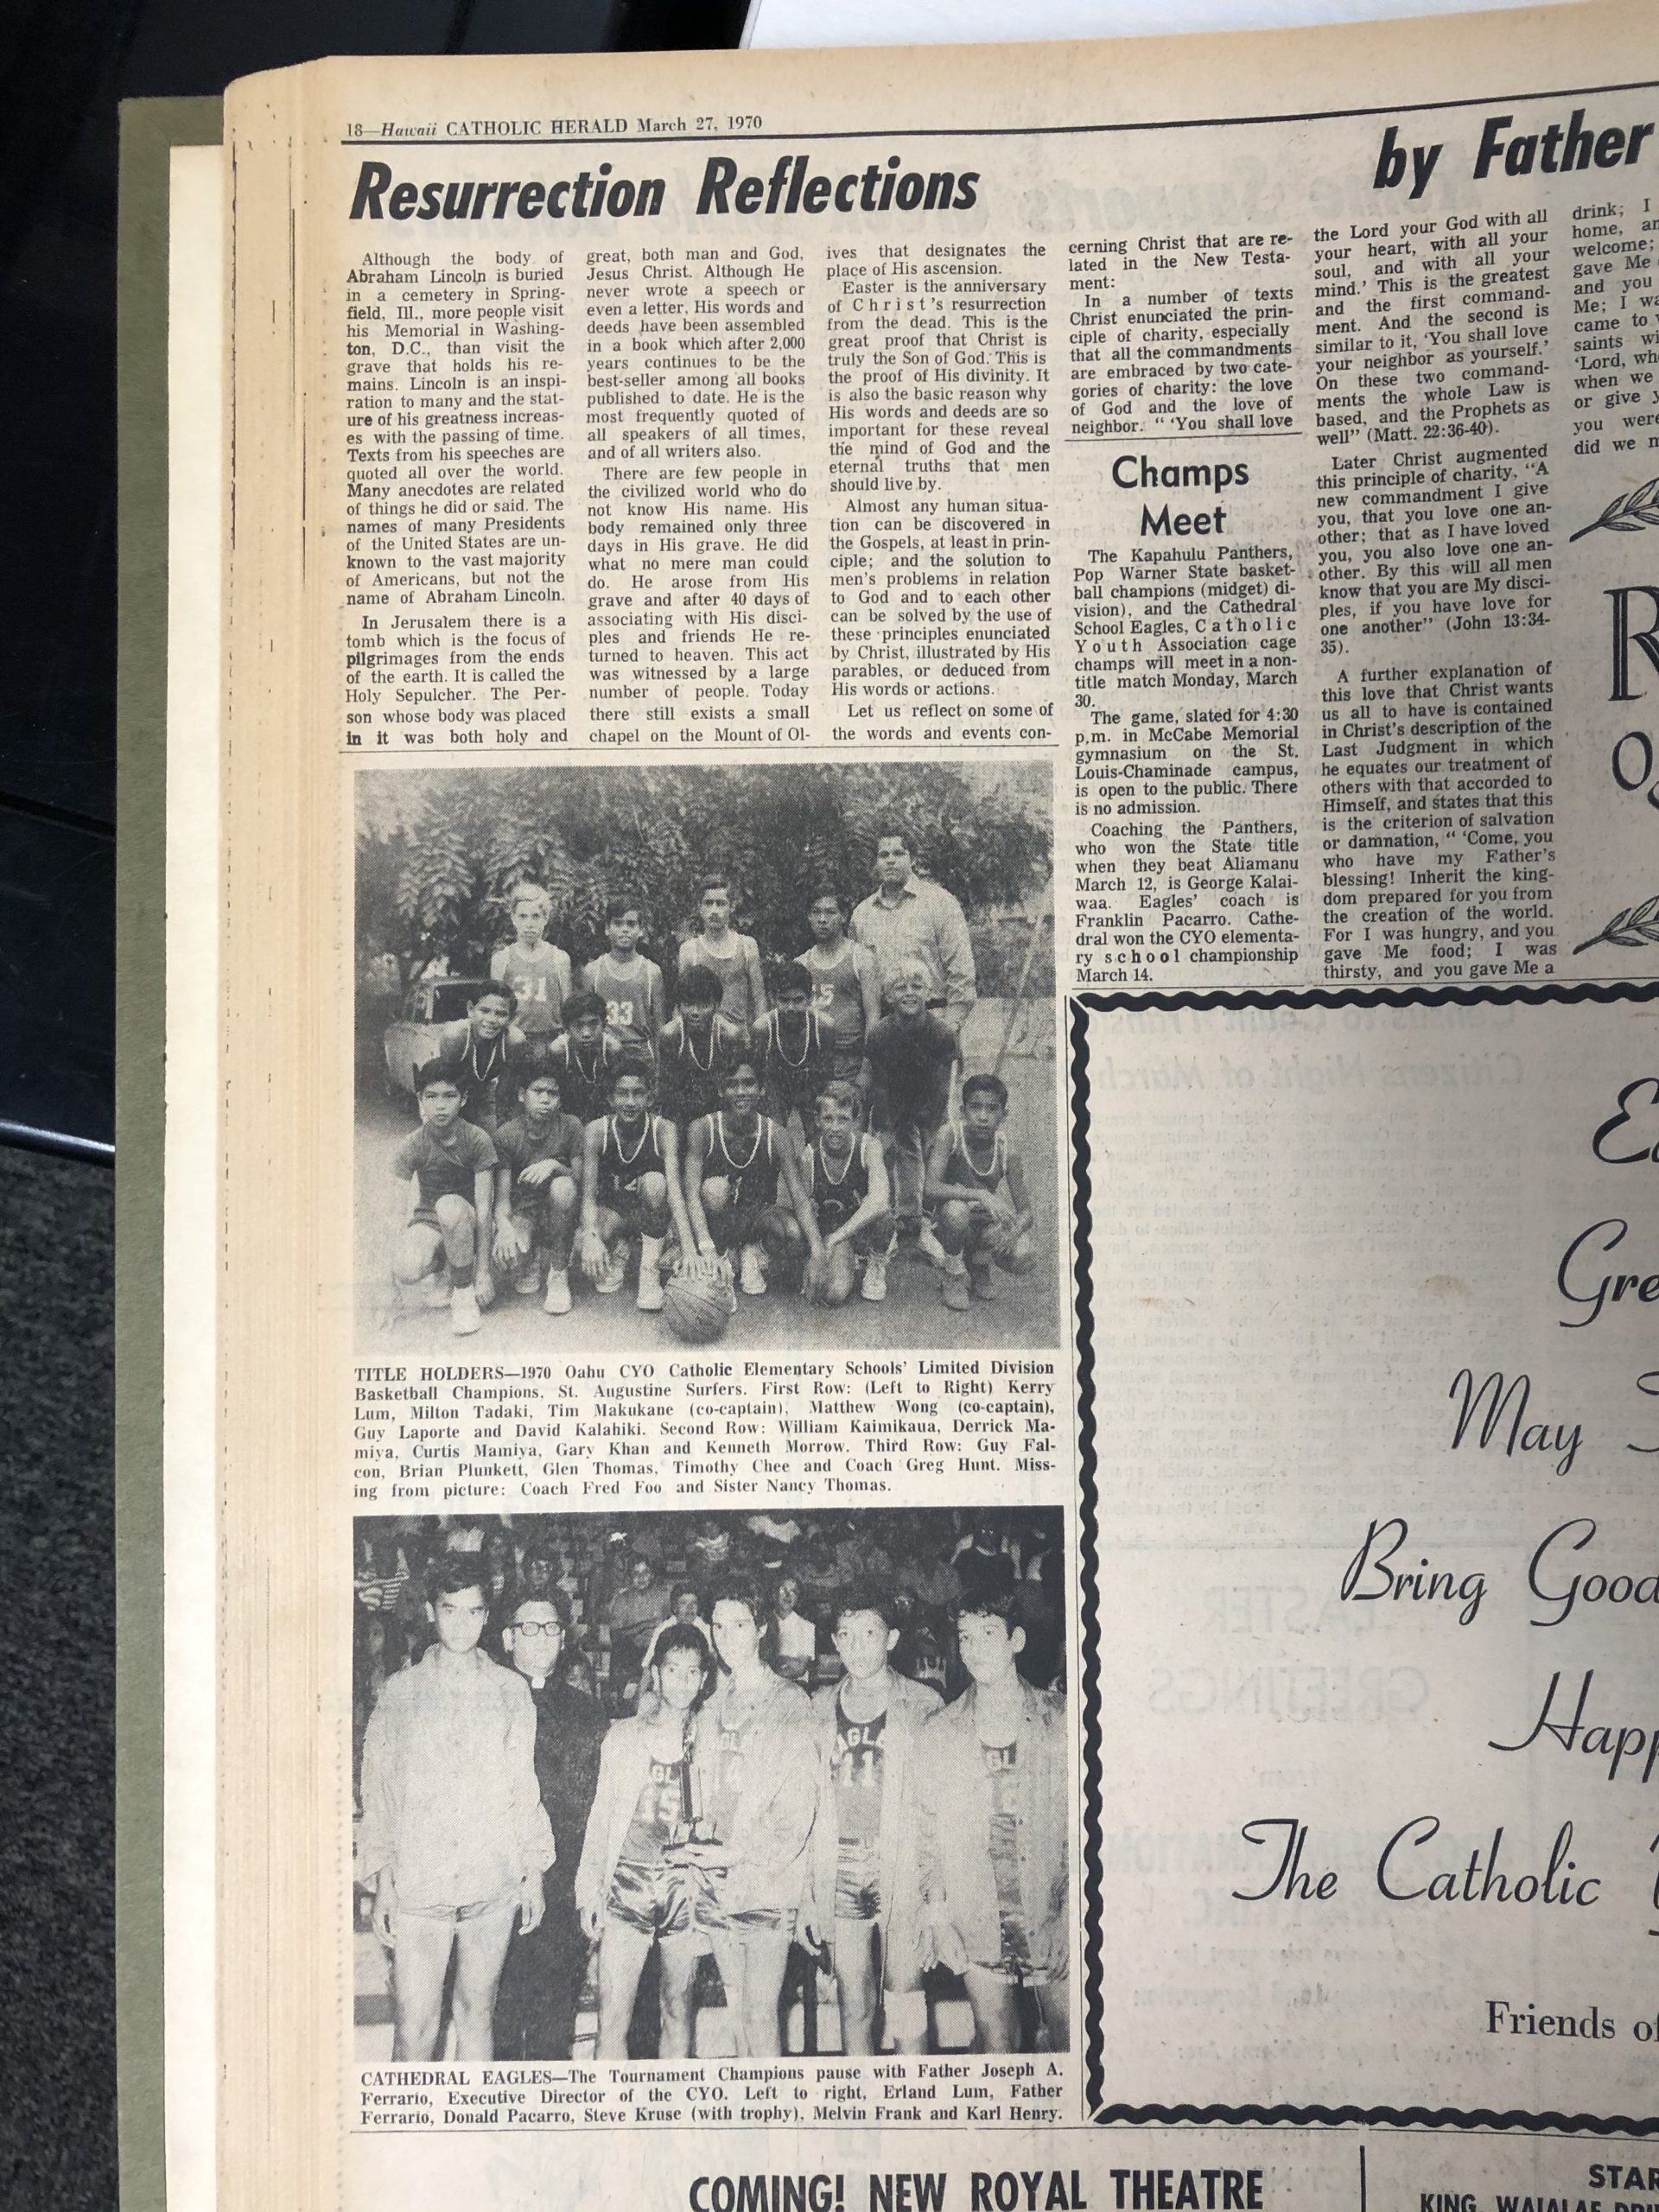 18—Hawaii CATHOLIC HERALD March 27, 1970
Resurrection Reflections
by Father
Although the body of
Abraham Lincoln is buried
in a cemetery in Spring-
field, Ill., more people visit
his Memorial in Washing-
ton, D.C., than visit the
grave that holds his re-
mains. Lincoln is an inspi-
ration to many and the stat-
ure of his greatness increas-
es with the passing of time.
Texts from his speeches are
quoted all over the world.
Many anecdotes are related
of things he did or said. The
names of many Presidents
of the United States are un-
known to the vast majority
of Americans, but not the
name of Abraham Lincoln.
In Jerusalem there is a
tomb which is the focus of
pilgrimages from the ends
of the earth. It is called the
Holy Sepulcher. The Per-
son whose body was placed
in it was both holy and
great, both man and God,
Jesus Christ. Although He
never wrote a speech or
even a letter, His words and
deeds have been assembled
in a book which after 2,000
years continues to be the
best-seller among all books
published to date. He is the
most frequently quoted of
all speakers of all times,
and of all writers also.
There are few people in
the civilized world who do
not know His name. His
body remained only three
days in His grave. He did
what no mere man could
do. He arose from His
grave and after 40 days of
associating with His disci-
ples and friends He re-
turned to heaven. This act
was witnessed by a large
number of people. Today
there still exists a small
chapel on the Mount of Ol-
ives that designates the
place of His ascension.
Easter is the anniversary
of Christ's resurrection
from the dead. This is the
great proof that Christ is
truly the Son of God. This is
the proof of His divinity. It
is also the basic reason why
His words and deeds are so
important for these reveal
the mind of God and the
eternal truths that men
should live by.
Almost any human situa-
tion can be discovered in
the Gospels, at least in prin-
ciple; and the solution to
men's problems in relation
to God and to each other
can be solved by the use of
these principles enunciated
by Christ, illustrated by His
parables, or deduced from
His words or actions.
Let us reflect on some of
the words and events con-
cerning Christ that are re-
lated in the New Testa-
ment:
In a number of texts
Christ enunciated the prin-
ciple of charity, especially
that all the commandments
are embraced by two cate-
gories of charity: the love
of God and the love of
neighbor. " 'You shall love
the Lord your God with all
your heart, with all your
soul, and with all your
mind.' This is the greatest
and the first command-
ment. And the second is
similar to it, 'You shall love
your neighbor as yourself.'
On these two command-
ments the whole Law is
based, and the Prophets as
well" (Matt. 22:36-40).
Later Christ augmented
this principle of charity, "A
new commandment I give
you, that you love one an-
other; that as I have loved
you, you also love one an-
other. By this will all men
know that you are My disci-
ples, if you have love for
one another" (John 13:34-
35).
A further explanation of
this love that Christ wants
us all to have is contained
in Christ's description of the
Last Judgment in which
he equates our treatment of
others with that accorded to
Himself, and states that this
is the criterion of salvation
or damnation, " 'Come, you
who have my Father's
blessing! Inherit the king-
dom prepared for you from
the creation of the world.
For I was hungry, and you
gave Me food; I was
thirsty, and you gave Me a
drink; I
home,
welcome;
gave Me
and you
Me; I
came to
saints
'Lord,
when we
or give
you were
did we
Champs
Meet
The Kapahulu Panthers,
Pop Warner State basket-
ball champions (midget) di-
vision), and the Cathedral
School Eagles, Catholic
Youth Association cage
champs will meet in a non-
title match Monday, March
30.
The game, slated for 4:30
p.m. in McCabe Memorial
gymnasium on the St.
Louis-Chaminade campus,
is open to the public. There
is no admission.
Coaching the Panthers,
who won the State title
when they beat Aliamanu
March 12, is George Kalai-
waa. Eagles' coach is
Franklin Pacarro. Cathe-
dral won the CYO elementa-
ry school championship
March 14.
31
33
TITLE HOLDERS—1970 Oahu CYO Catholic Elementary Schools' Limited Division
Basketball Champions, St. Augustine Surfers. First Row: (Left to Right) Kerry
Lum, Milton Tadaki, Tim Makukane (co-captain), Matthew Wong (co-captain),
Guy Laporte and David Kalahiki. Second Row: William Kaimikaua, Derrick Ma-
miya, Curtis Mamiya, Gary Khan and Kenneth Morrow. Third Row: Guy Fal-
con, Brian Plunkett, Glen Thomas, Timothy Chee and Coach Greg Hunt. Miss-
ing from picture: Coach Fred Foo and Sister Nancy Thomas.
11
CATHEDRAL EAGLES—The Tournament Champions pause with Father Joseph A.
Ferrario, Executive Director of the CYO. Left to right, Erland Lum, Father
Ferrario, Donald Pacarro, Steve Kruse (with trophy), Melvin Frank and Karl Henry.
May
Bring Good
The Catholic
Friends of
COMING! NEW ROYAL THEATRE
KING